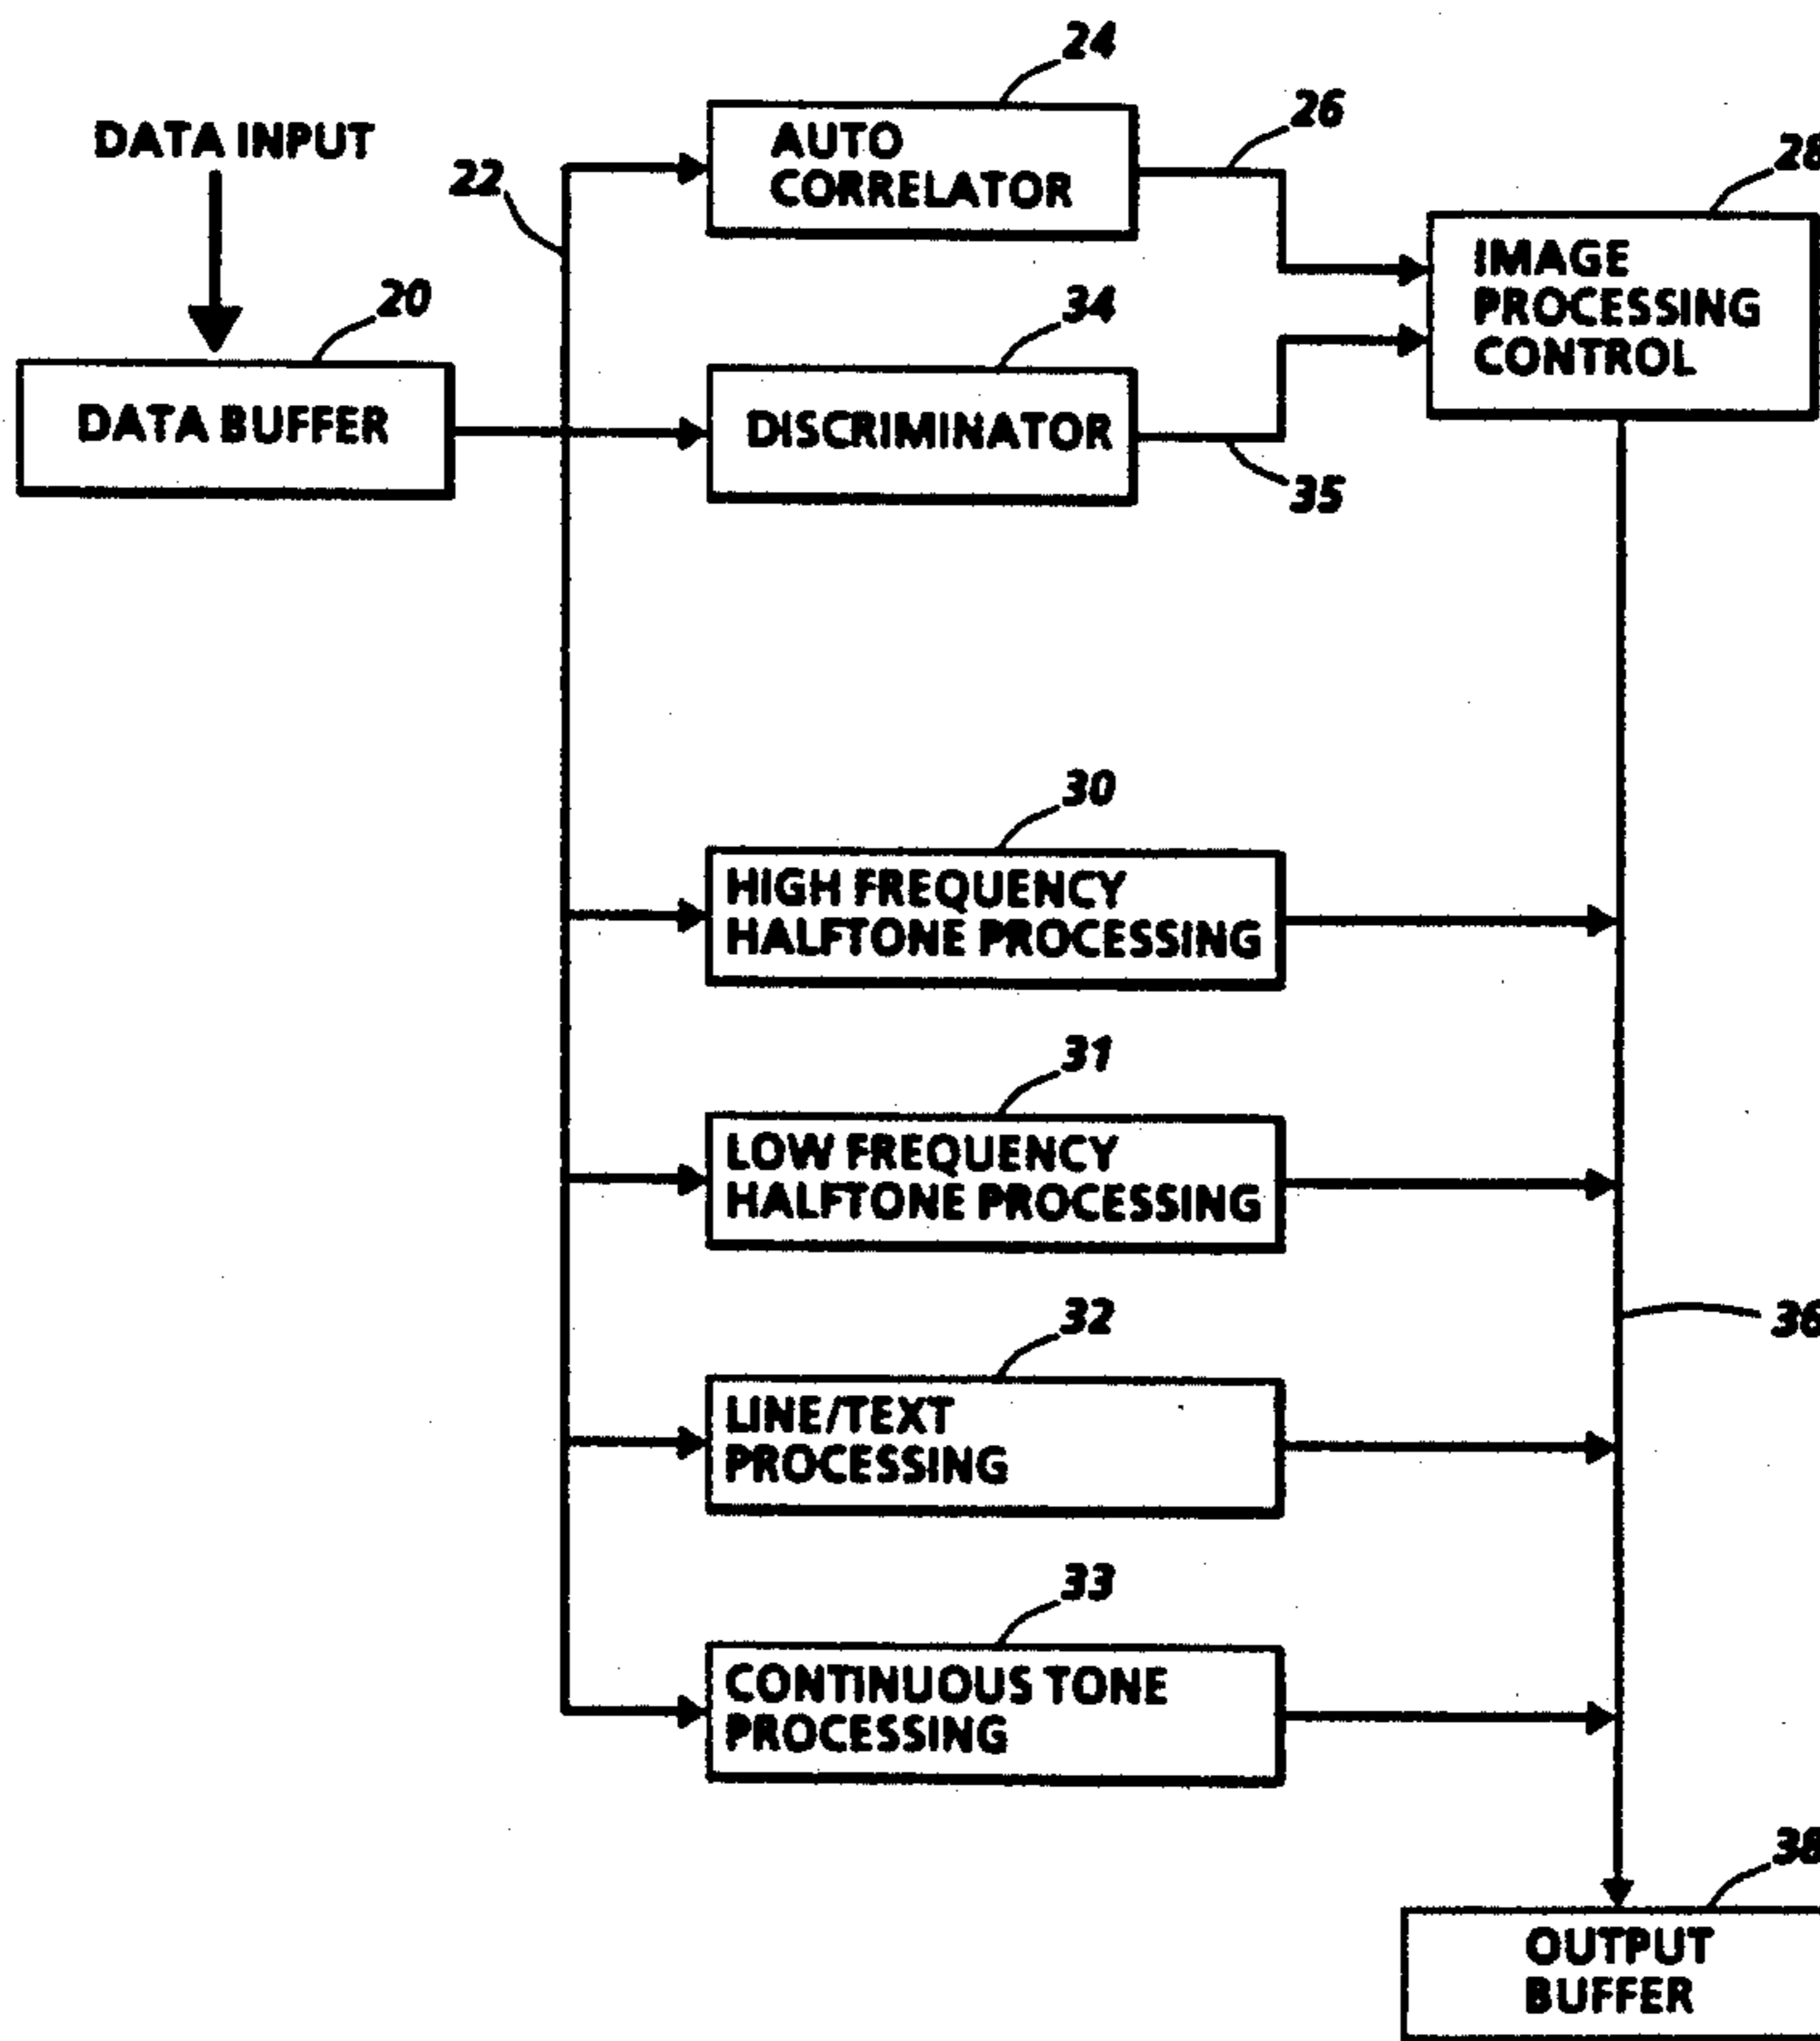 24
DATA INPUT
AUTO
CORRELATOR
26
28
22
IMAGE
PROCESSING
CONTROL
20
34
DATA BUFFER
DISCRIMINATOR
35
30
HIGH FREQUENCY
HALFTONE PROCESSING
31
LOW FREQUENCY
HALFTONE PROCESSING
32
36
LINE/TEXT
PROCESSING
33
CONTINUOUS TONE
PROCESSING
38
OUTPUT
BUFFER